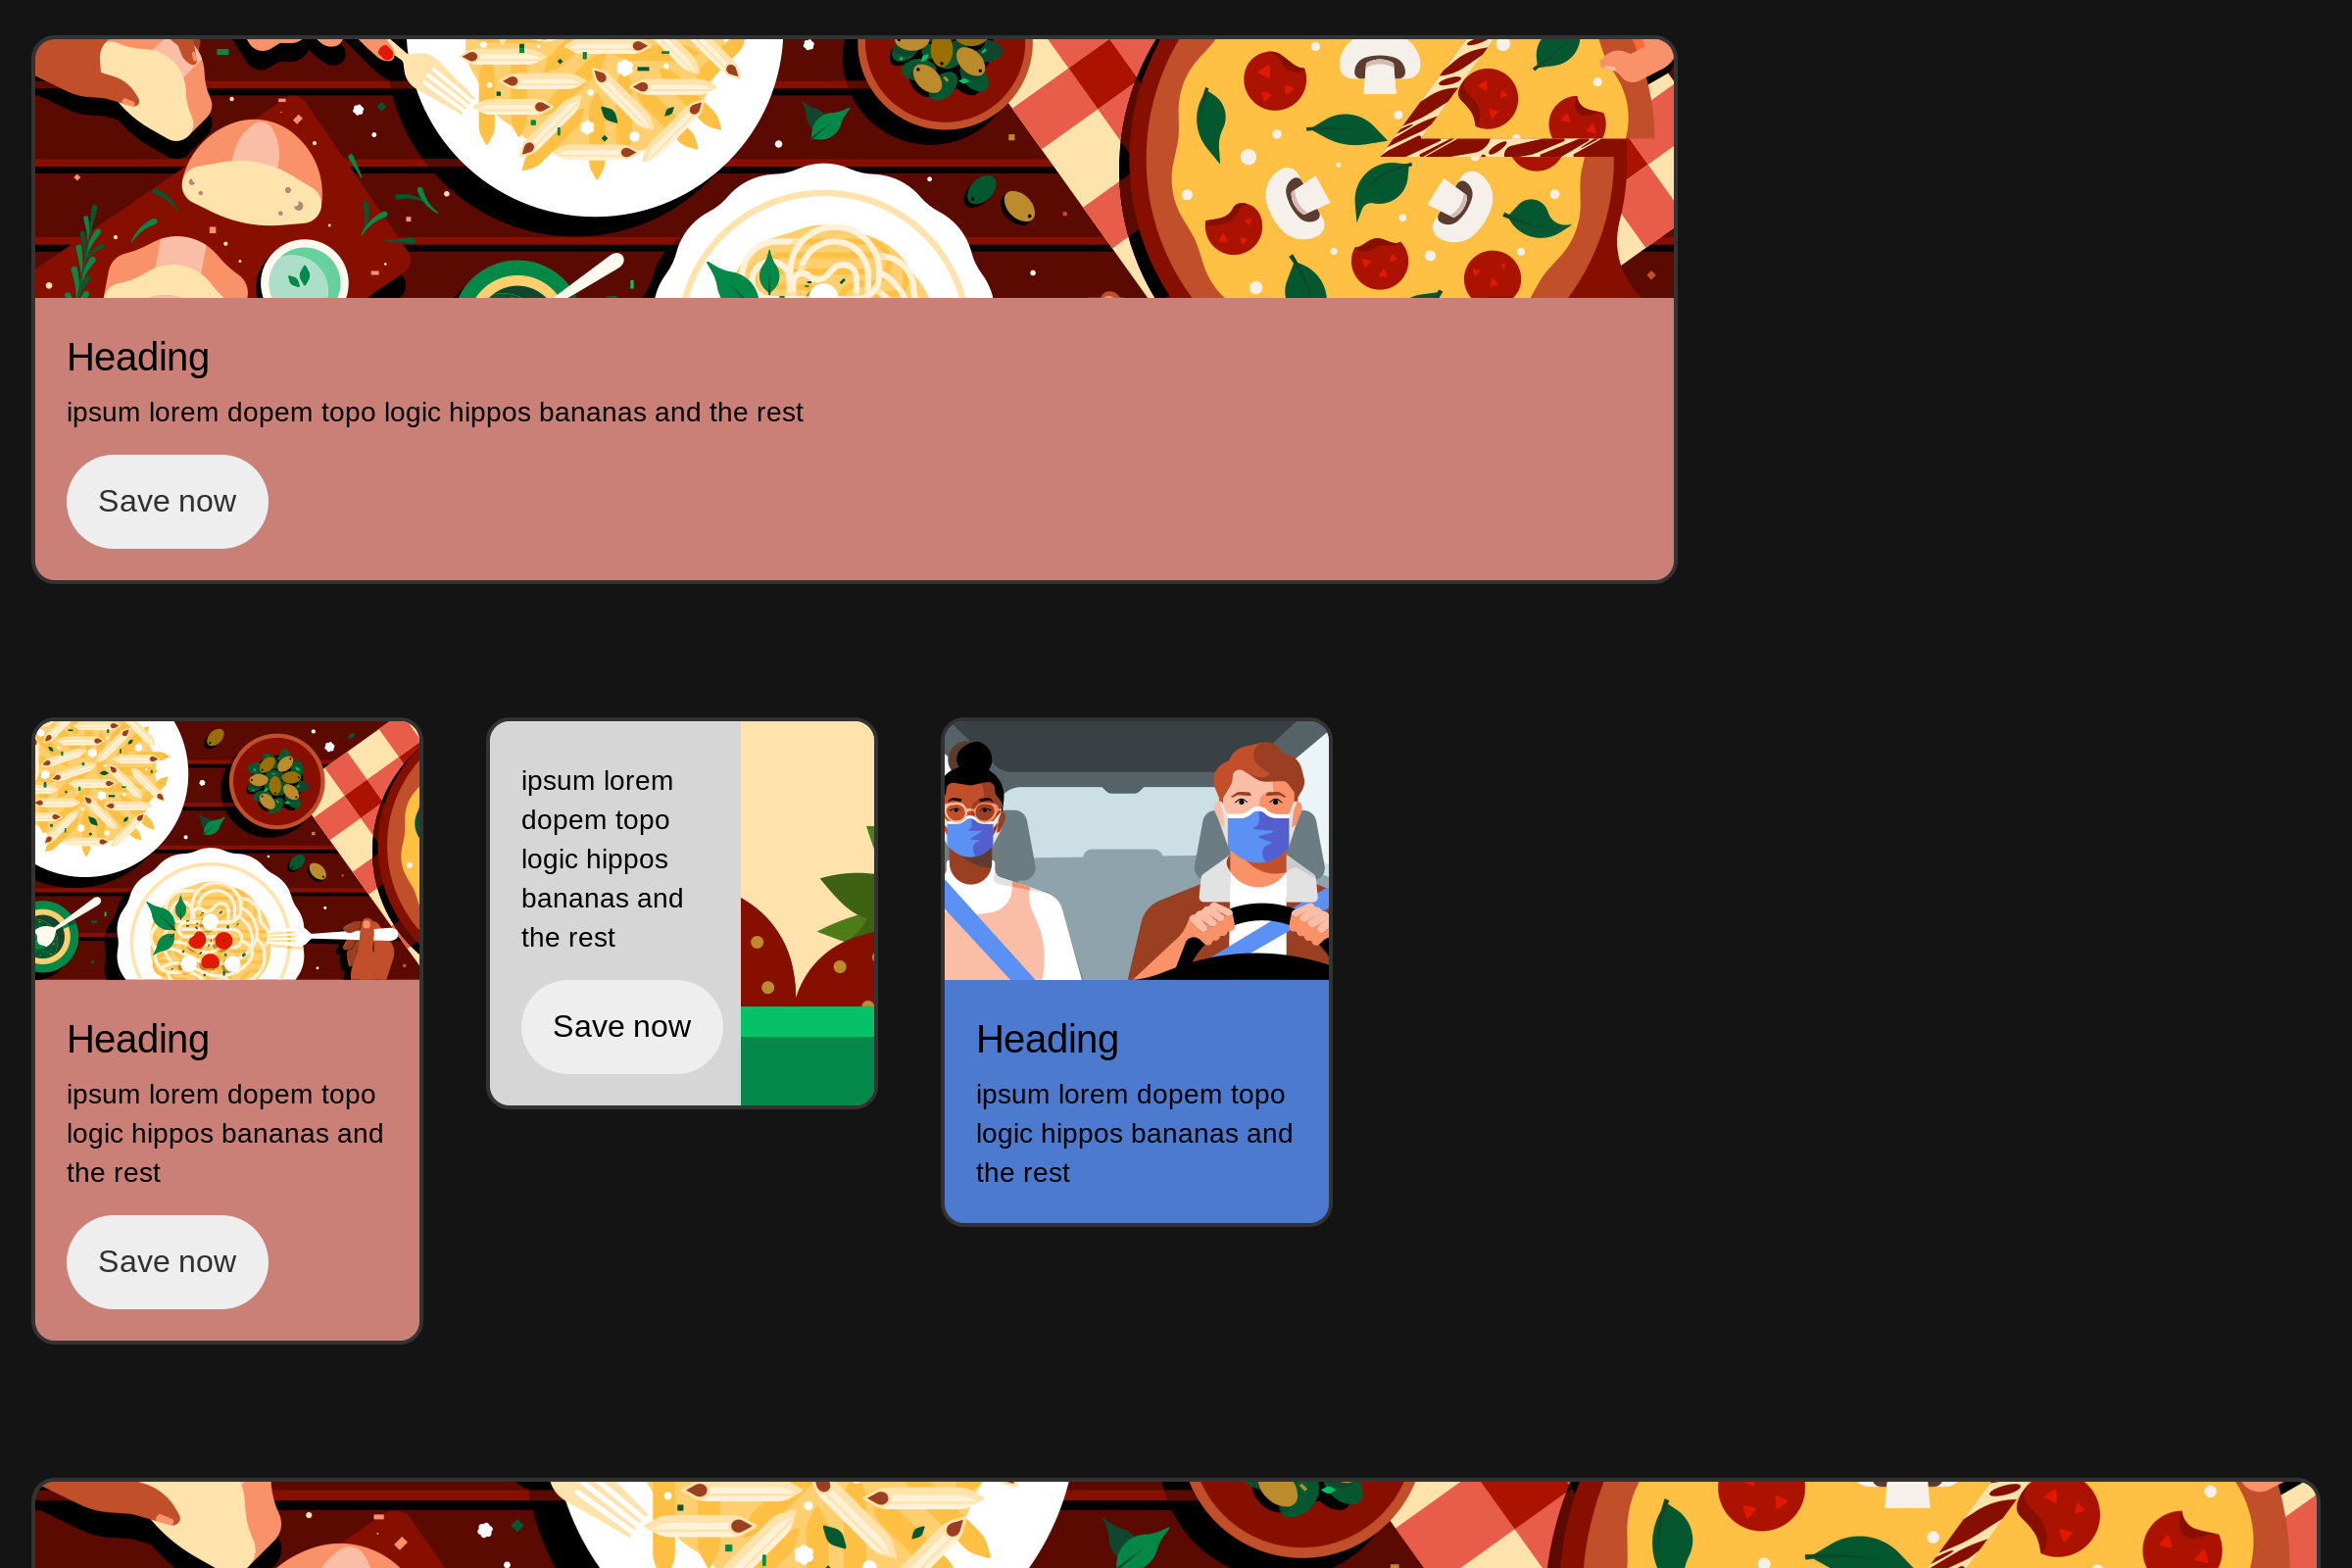 Heading
ipsum lorem dopem topo logic hippos bananas and the rest
Save now
Heading
ipsum lorem dopem topo
logic hippos bananas and
the rest
Save now
ipsum lorem
dopem topo
logic hippos
bananas and
the rest
Save now
Heading
ipsum lorem dopem topo
logic hippos bananas and
the rest